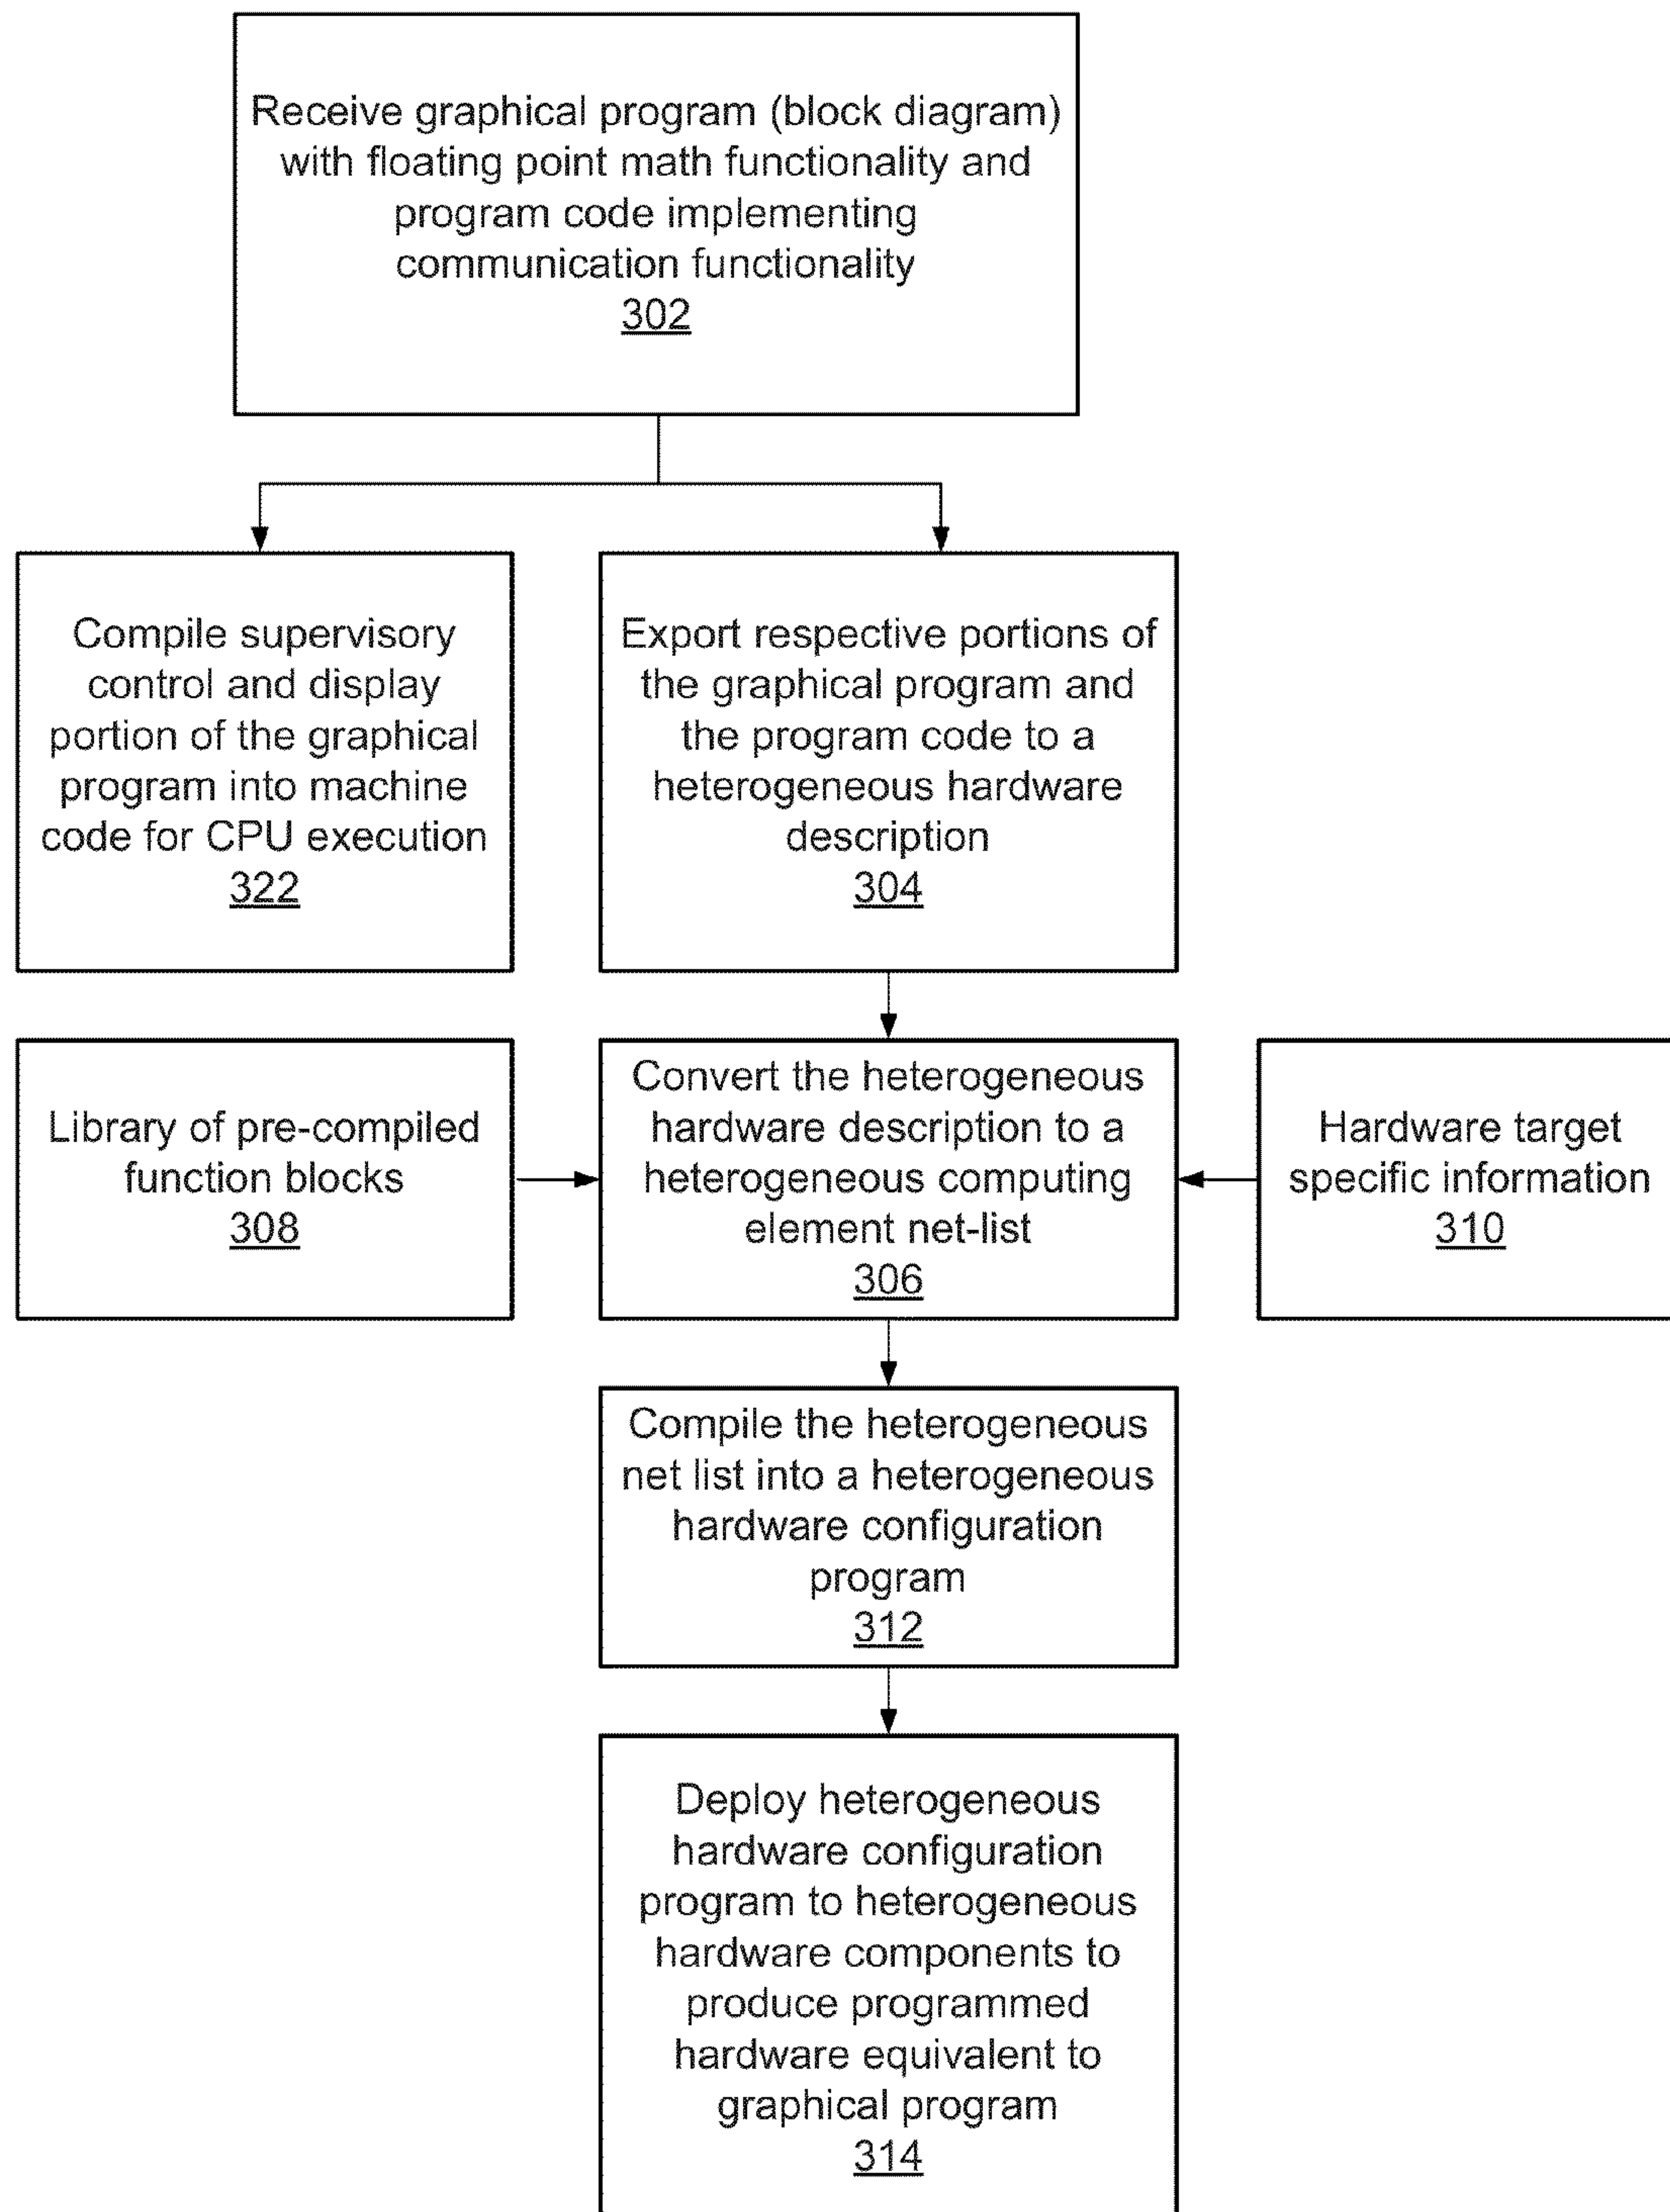 Receive graphical program (block diagram)
with floating point math functionality and
program code implementing
communication functionality
302
Compile supervisory
control and display
portion of the graphical
program into machine
code for CPU execution
322
Export respective portions of
the graphical program and
the program code to a
heterogeneous hardware
description
304
Library of pre-compiled
function blocks
308
Convert the heterogeneous
hardware description to a
heterogeneous computing
element net-list
306
Hardware target
specific information
310
Compile the heterogeneous
net list into a heterogeneous
hardware configuration
program
312
Deploy heterogeneous
hardware configuration
program to heterogeneous
hardware components to
produce programmed
hardware equivalent to
graphical program
314